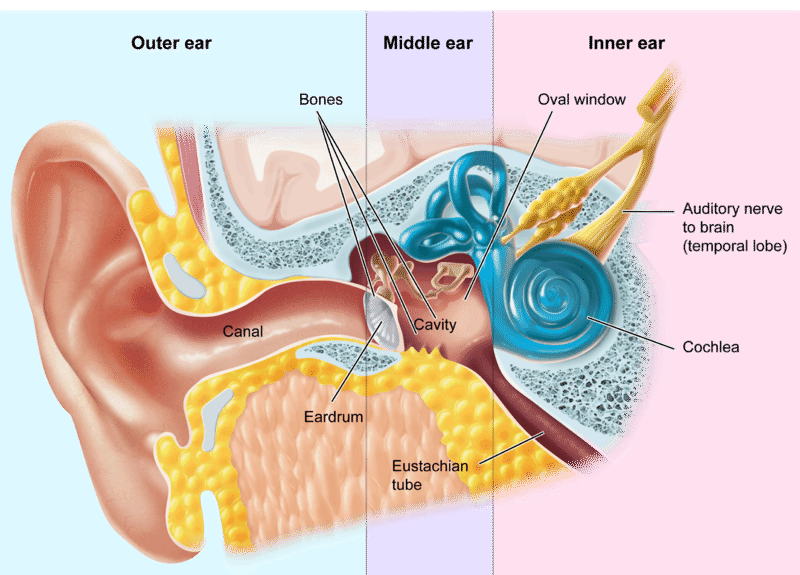 Outer ear
Middle ear
Inner ear
Bones
Oval window
Auditory nerve
to brain
(temporal lobe)
Canal
Cavity
Cochlea
Eardrum
Eustachian
tube